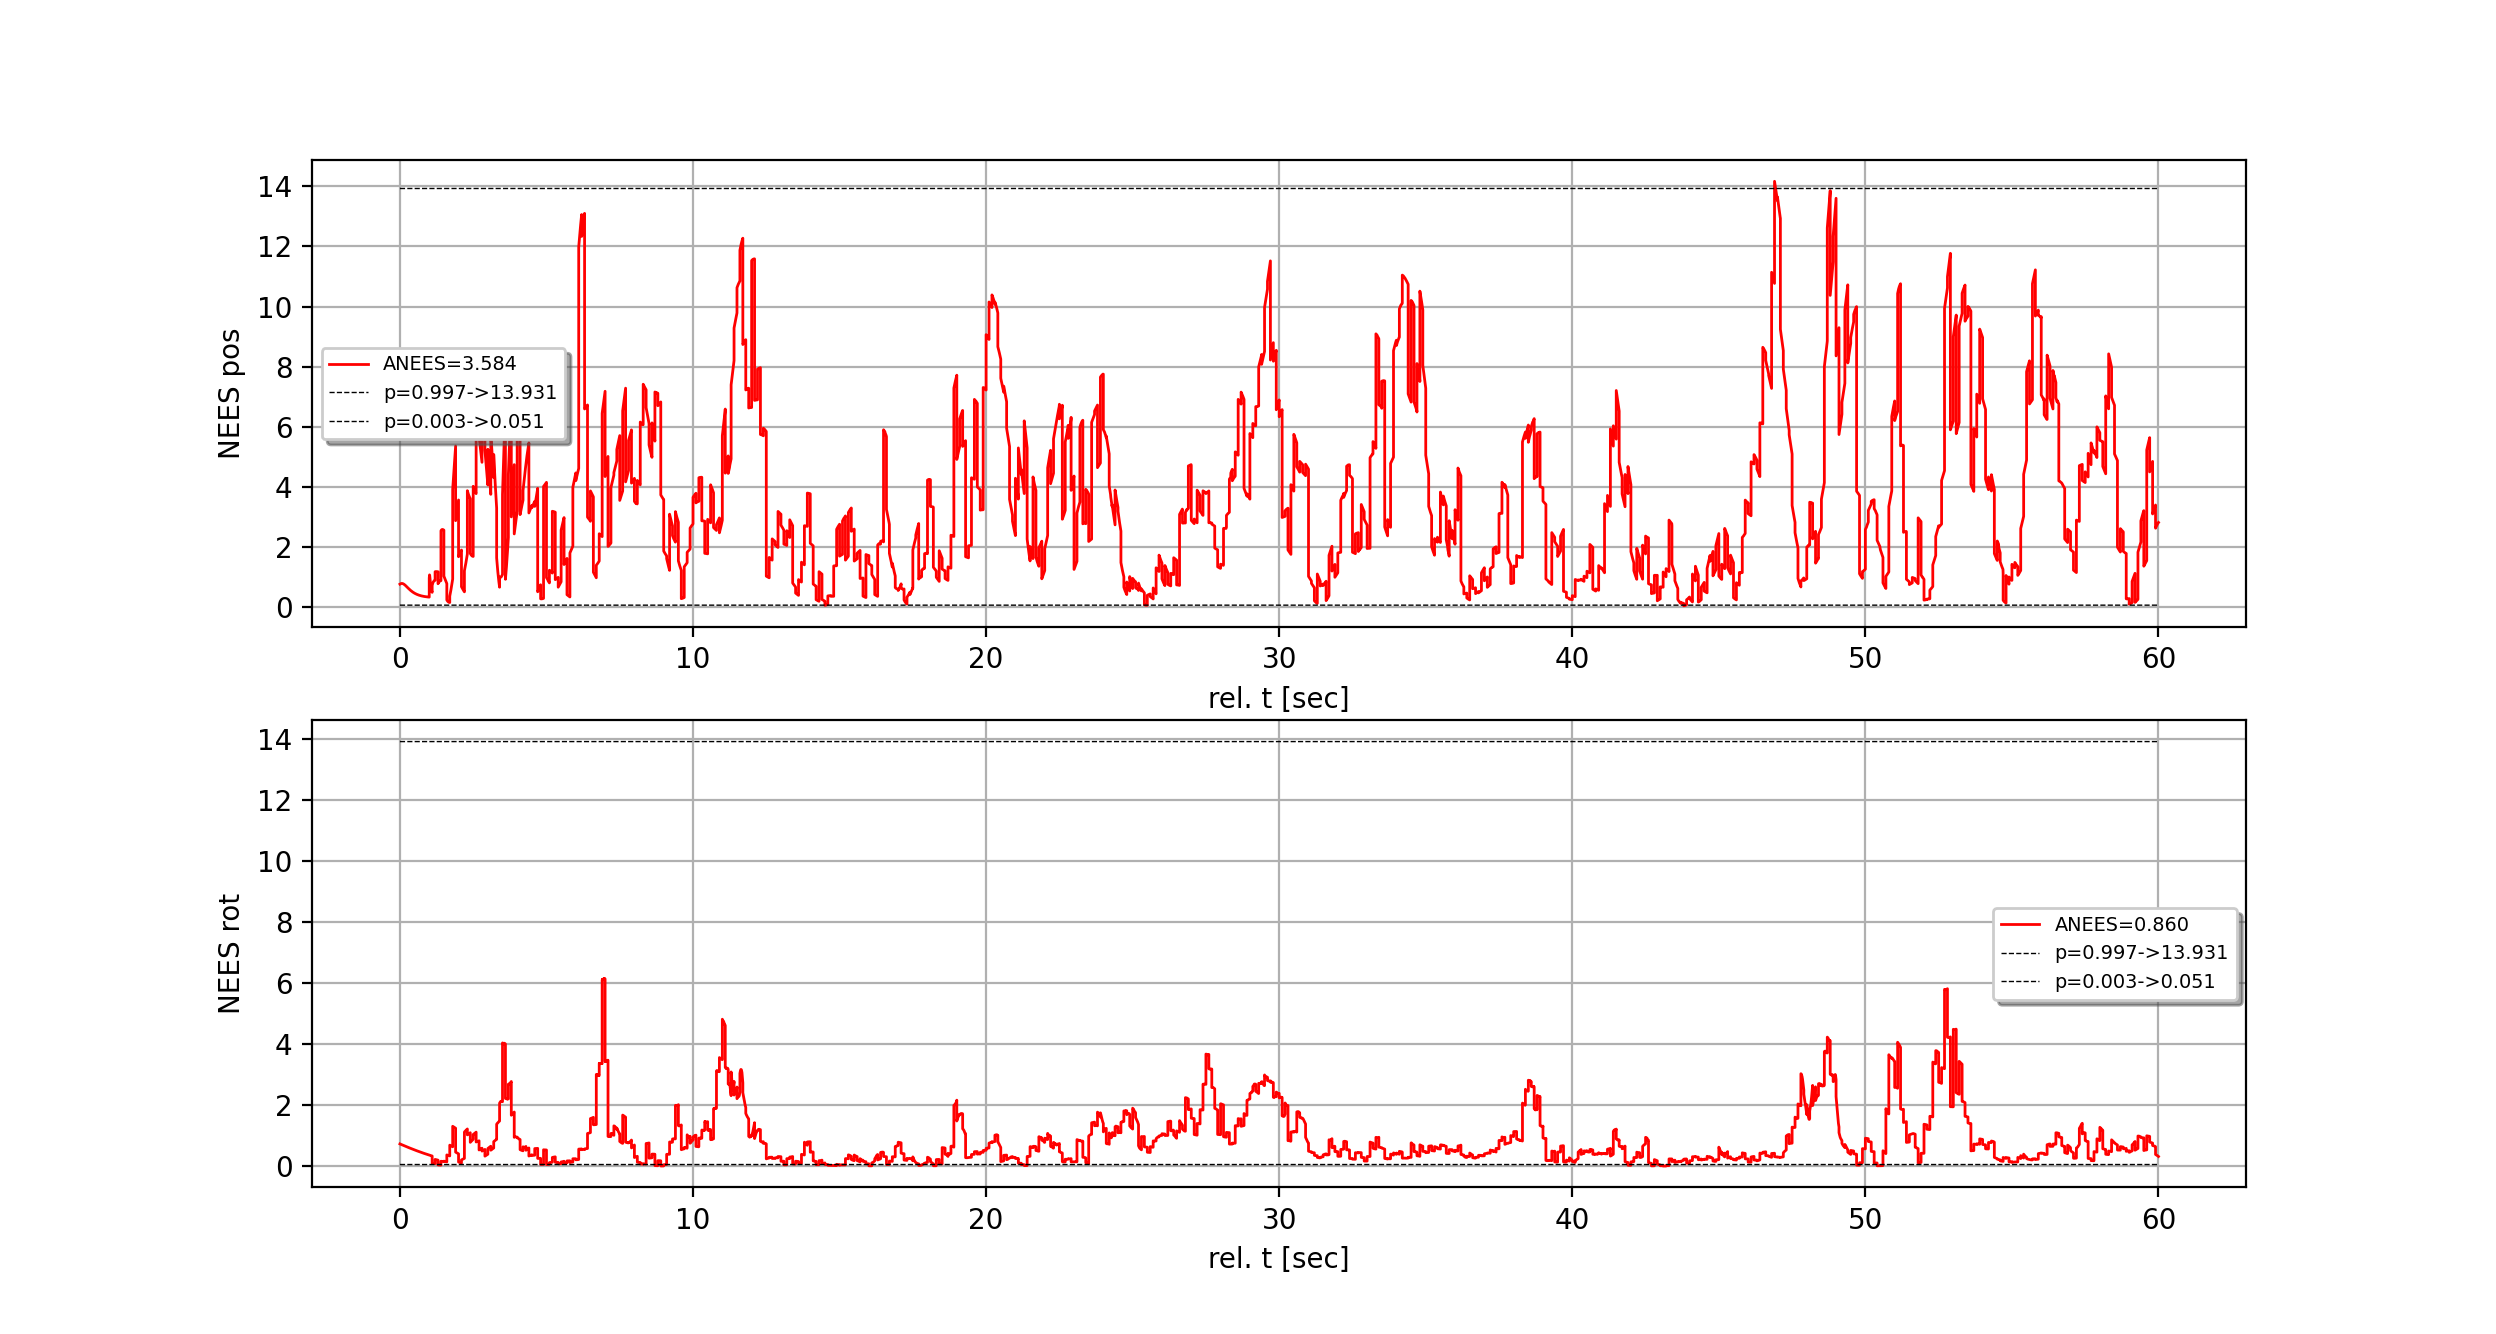 14
12
10
8
6
4
2
0
NEES pos
ANEES=3.584
p=0.997->13.931
p=0.003->0.051
0 10 20 30 40 50 60
rel. t [sec]
14
12
10
8
6
4
2
0
NEES rot
ANEES=0.860
p=0.997->13.931
p=0.003->0.051
0 10 20 30 40 50 60
rel. t [sec]